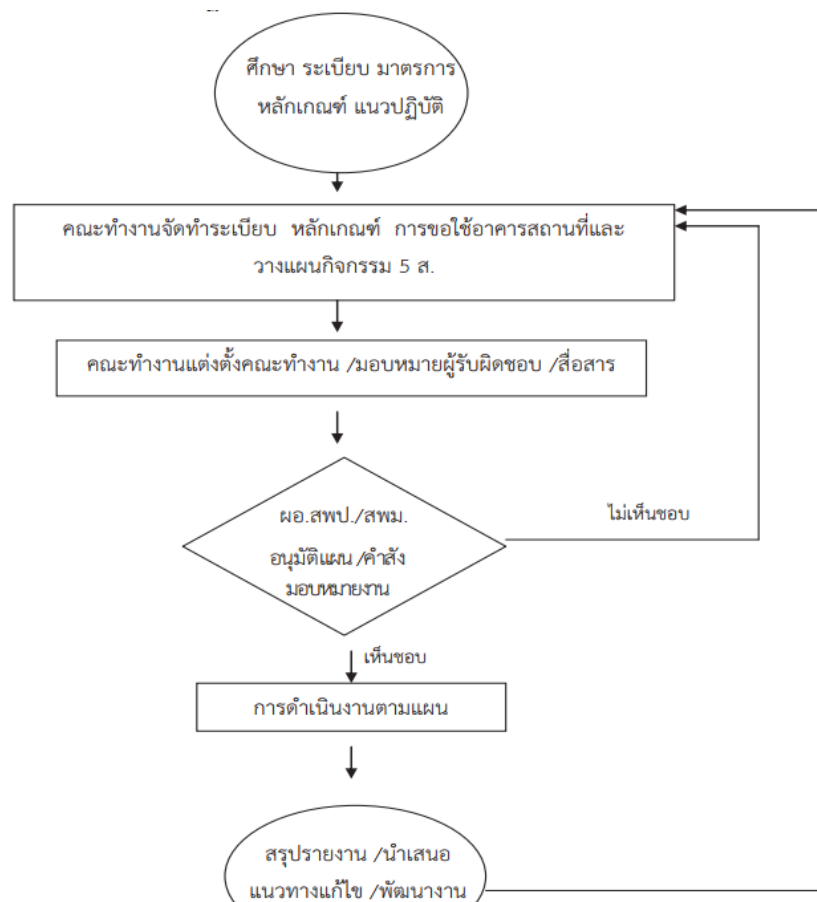 ศึกษา ระเบียบ มาตรการ
หลักเกณฑ์ แนวปฏิบัติ
คณะทำงานจัดทำระเบียบ หลักเกณฑ์ การขอใช้อาคารสถานที่และ
วางแผนกิจกรรม 5 ส.
คณะทำงานแต่งตั้งคณะทำงาน /มอบหมายผู้รับผิดชอบ /สื่อสาร
ผอ.สพป./สพม.
อนุมัติแผน /คำสัง
มอบหมายงาน
ไม่เห็นชอบ
เห็นชอบ
การดำเนินงานตามแผน
สรุปรายงาน /นำเสนอ
แนวทางแก้ไข /พัฒนางาน